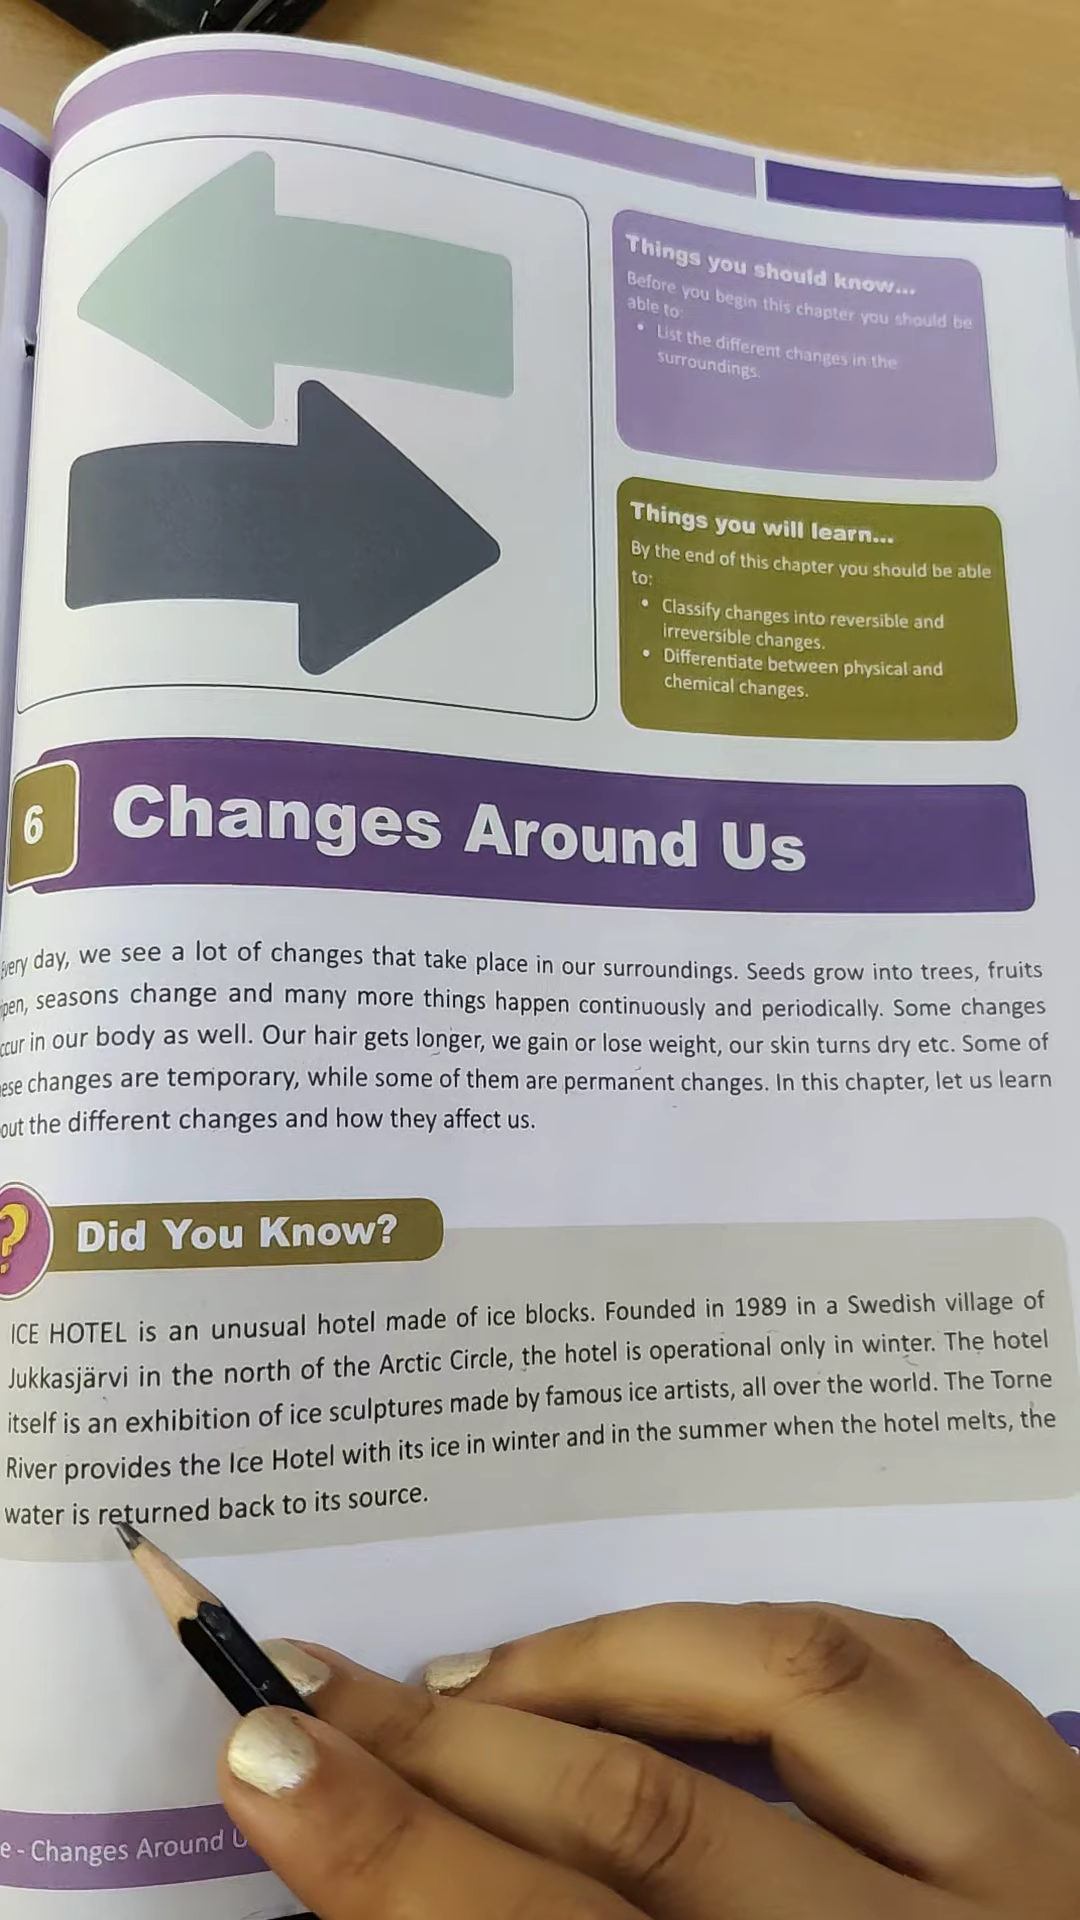 Things you should know...
Before you begin this chapter you should be
able to:
• List the different changes in the
surroundings.
Things you will learn...
By the end of this chapter you should be able
to:
• Classify changes into reversible and
irreversible changes.
• Differentiate between physical and
chemical changes.
6 Changes Around Us
day, we see a lot of changes that take place in our surroundings. Seeds grow into trees, fruits
seasons change and many more things happen continuously and periodically. Some changes
in our body as well. Our hair gets longer, we gain or lose weight, our skin turns dry etc. Some of
changes are temporary, while some of them are permanent changes. In this chapter, let us learn
the different changes and how they affect us.
? Did You Know?
ICE HOTEL is an unusual hotel made of ice blocks. Founded in 1989 in a Swedish village of
Jukkasjärvi in the north of the Arctic Circle, the hotel is operational only in winter. The hotel
itself is an exhibition of ice sculptures made by famous ice artists, all over the world. The Torne
River provides the Ice Hotel with its ice in winter and in the summer when the hotel melts, the
water is returned back to its source.
- Changes Around